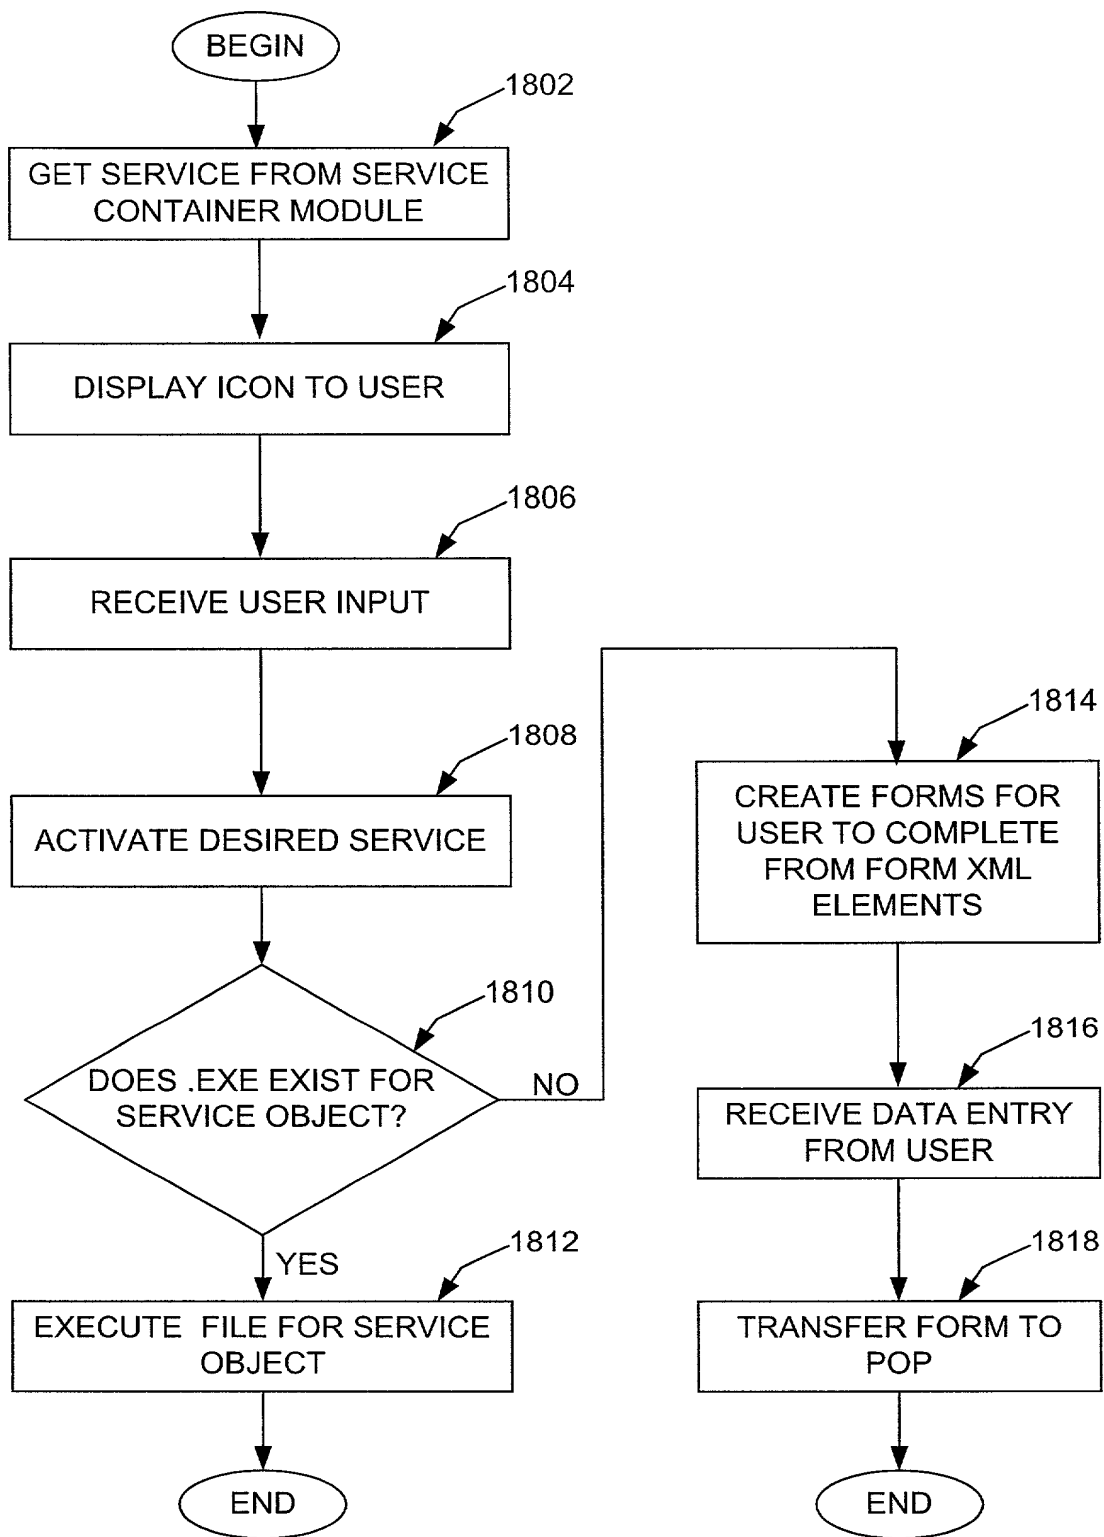 BEGIN
1802
GET SERVICE FROM SERVICE
CONTAINER MODULE
1804
DISPLAY ICON TO USER
1806
RECEIVE USER INPUT
1808
ACTIVATE DESIRED SERVICE
1810
DOES .EXE EXIST FOR
SERVICE OBJECT?
NO
YES
1812
EXECUTE FILE FOR SERVICE
OBJECT
END
1814
CREATE FORMS FOR
USER TO COMPLETE
FROM FORM XML
ELEMENTS
1816
RECEIVE DATA ENTRY
FROM USER
1818
TRANSFER FORM TO
POP
END